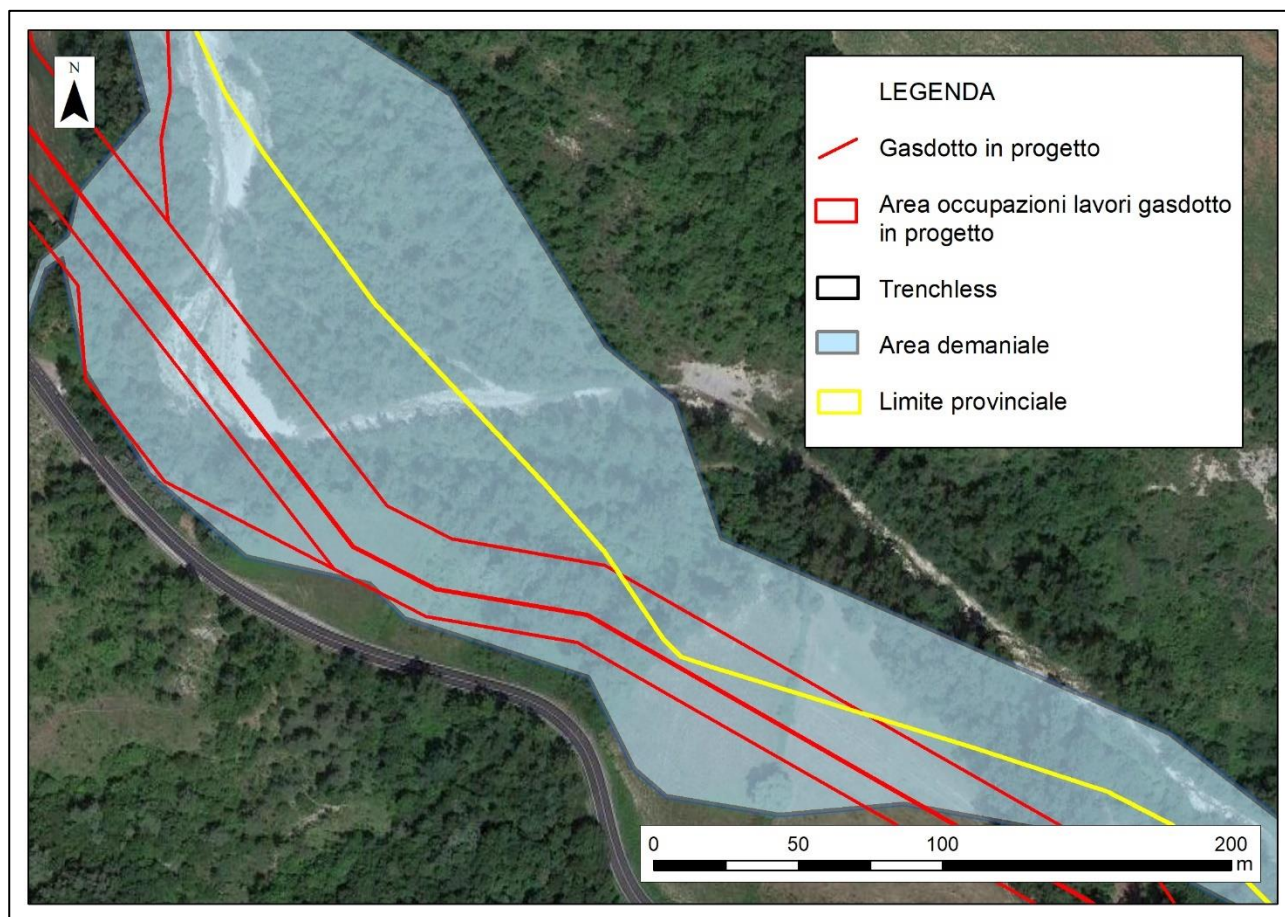 N
LEGENDA
Gasdotto in progetto
Area occupazioni lavori gasdotto
in progetto
Trenchless
Area demaniale
Limite provinciale
0 50 100 200
m